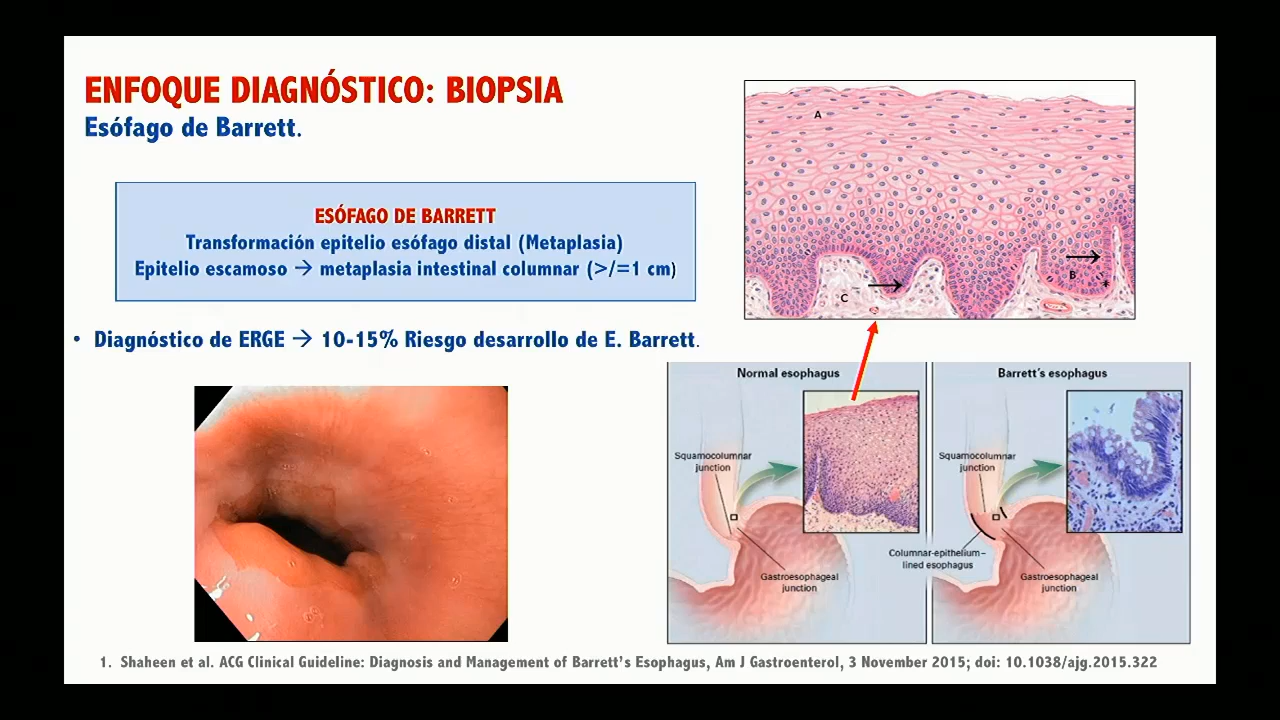 ENFOQUE DIAGNÓSTICO: BIOPSIA
Esófago de Barrett.
ESÓFAGO DE BARRETT
Transformación epitelio esófago distal (Metaplasia)
Epitelio escamoso → metaplasia intestinal columnar (>/=1 cm)
• Diagnóstico de ERGE → 10-15% Riesgo desarrollo de E. Barrett.
A
B
*
C
Normal esophagus
Squamocolumnar
junction
Gastroesophageal
junction
Barrett's esophagus
Squamocolumnar
junction
Columnar-epithelium–
lined esophagus
Gastroesophageal
junction
1. Shaheen et al. ACG Clinical Guideline: Diagnosis and Management of Barrett's Esophagus, Am J Gastroenterol, 3 November 2015; doi: 10.1038/ajg.2015.322